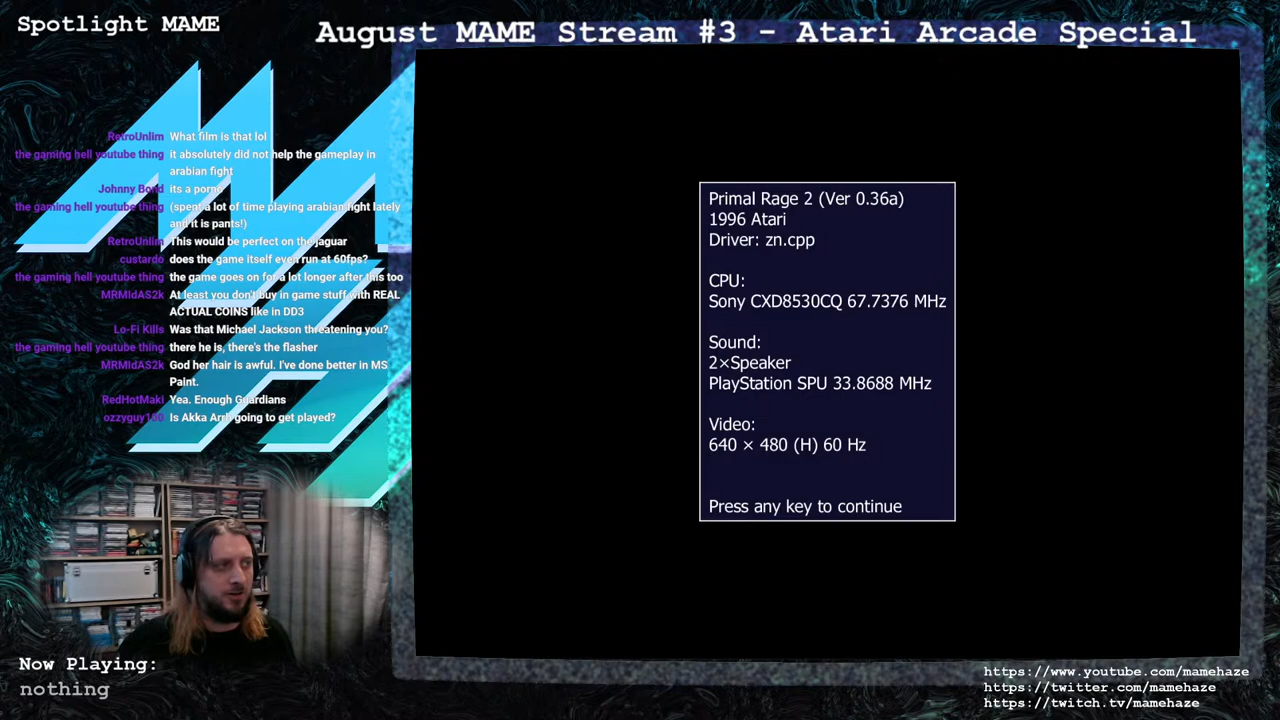 Spotlight MAME
August MAME Stream #3 - Atari Arcade Special
RetroUnlim What film is that lol
the gaming hell youtube thing it absolutely did not help the gameplay in
arabian fight
Johnny Bond its a porno
the gaming hell youtube thing (spent a lot of time playing arabian fight lately
and it is pants!)
RetroUnlim This would be perfect on the jaguar
custardo does the game itself even run at 60fps?
the gaming hell youtube thing the game goes on for a lot longer after this too
MRMIdAS2k At least you don't buy in game stuff with REAL
ACTUAL COINS like in DD3
Lo-Fi Kills Was that Michael Jackson threatening you?
the gaming hell youtube thing there he is, there's the flasher
MRMIdAS2k God her hair is awful. I've done better in MS
Paint.
RedHotMaki Yea. Enough Guardians
ozzyguy100 Is Akka Arrh going to get played?
Primal Rage 2 (Ver 0.36a)
1996 Atari
Driver: zn.cpp
CPU:
Sony CXD8530CQ 67.7376 MHz
Sound:
2×Speaker
PlayStation SPU 33.8688 MHz
Video:
640 × 480 (H) 60 Hz
Press any key to continue
Now Playing:
nothing
https://www.youtube.com/mamehaze
https://twitter.com/mamehaze
https://twitch.tv/mamehaze